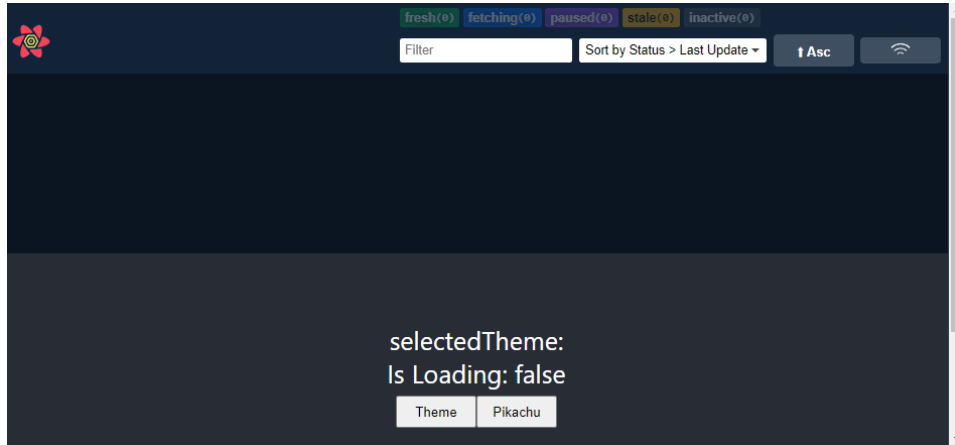 fresh(0) fetching(0) paused(0) stale(0) inactive(0)
Filter Sort by Status > Last Update Asc
selectedTheme:
Is Loading: false
Theme Pikachu